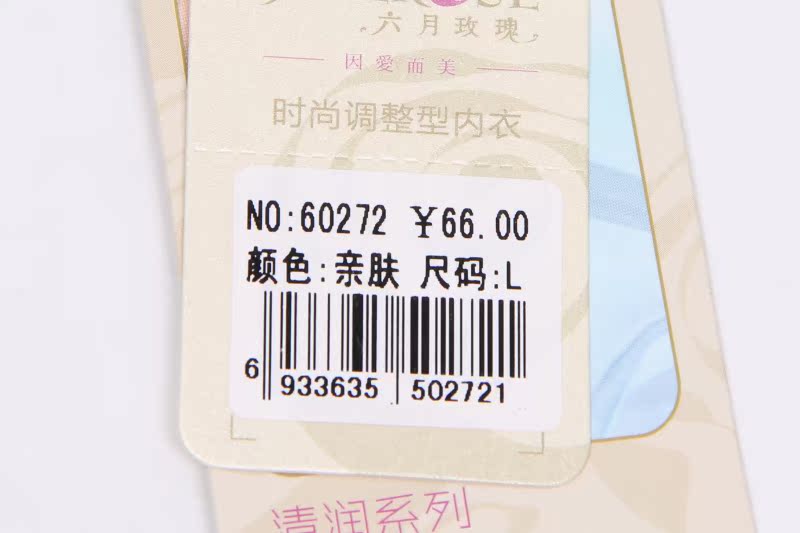 六月玫瑰
因愛而美
时尚调整型内衣
NO:60272 ¥66.00
颜色:亲肤 尺码:L
6 933635 502721
清润系列